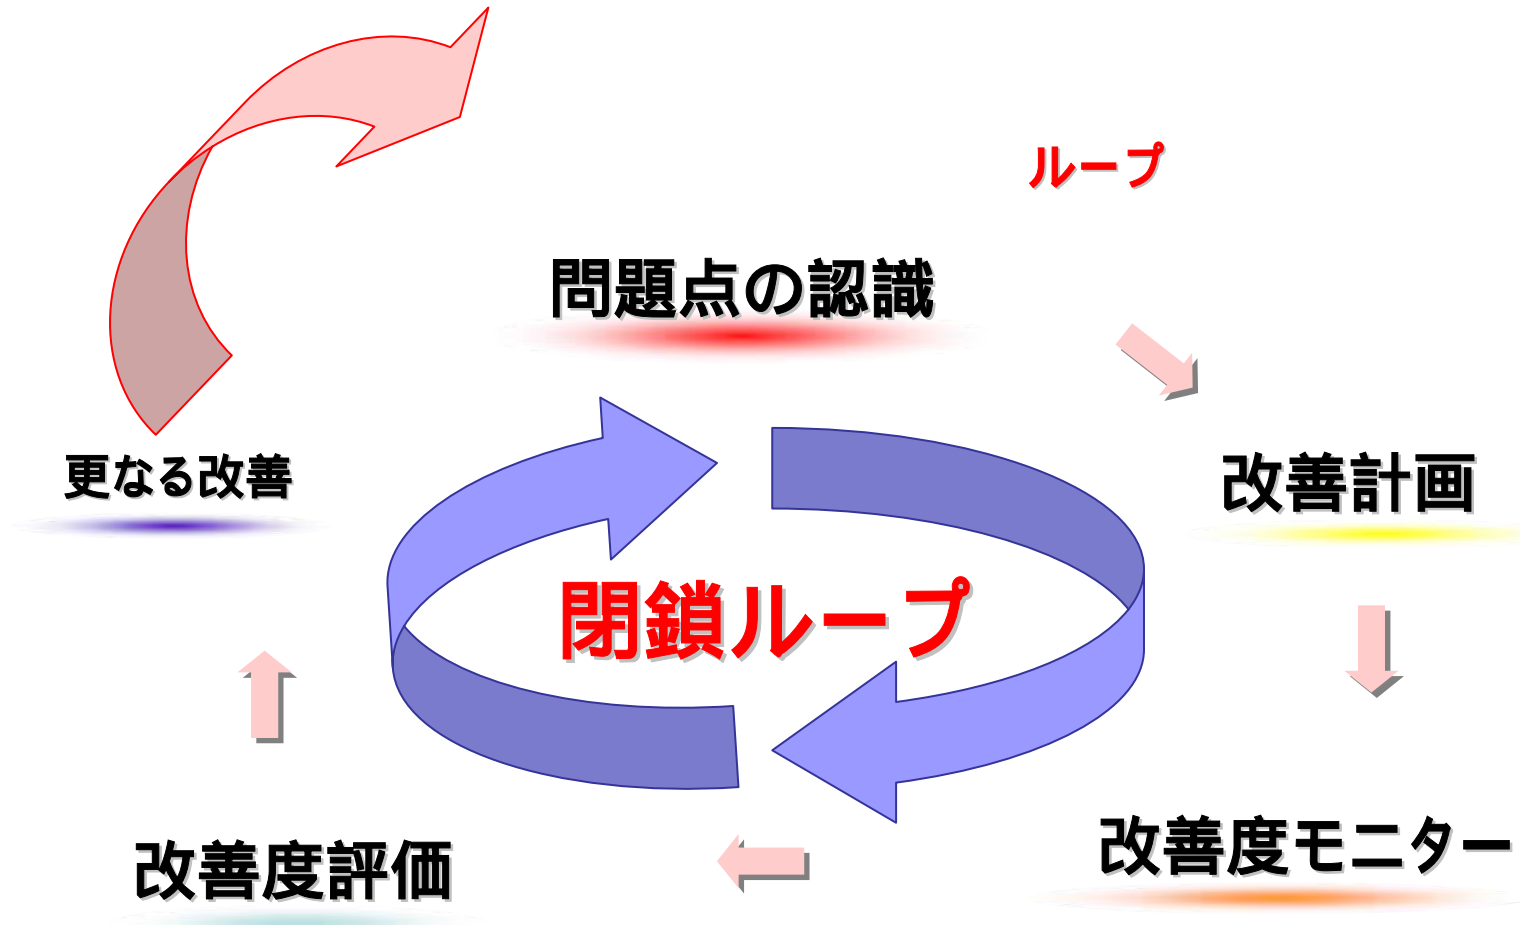 ループ
問題点の認識
更なる改善
改善計画
閉鎖ループ
改善度評価
改善度モニター